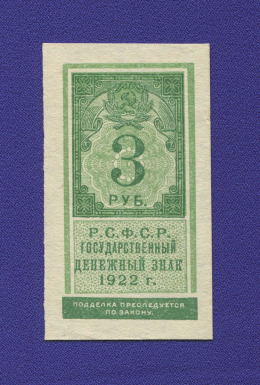 3
РУБ.
Р.С.Ф.С.Р.
ГОСУДАРСТВЕННЫЙ
ДЕНЕЖНЫЙ ЗНАК
1922 г.
ПОДДЕЛКА ПРЕСЛЕДУЕТСЯ
ПО ЗАКОНУ.